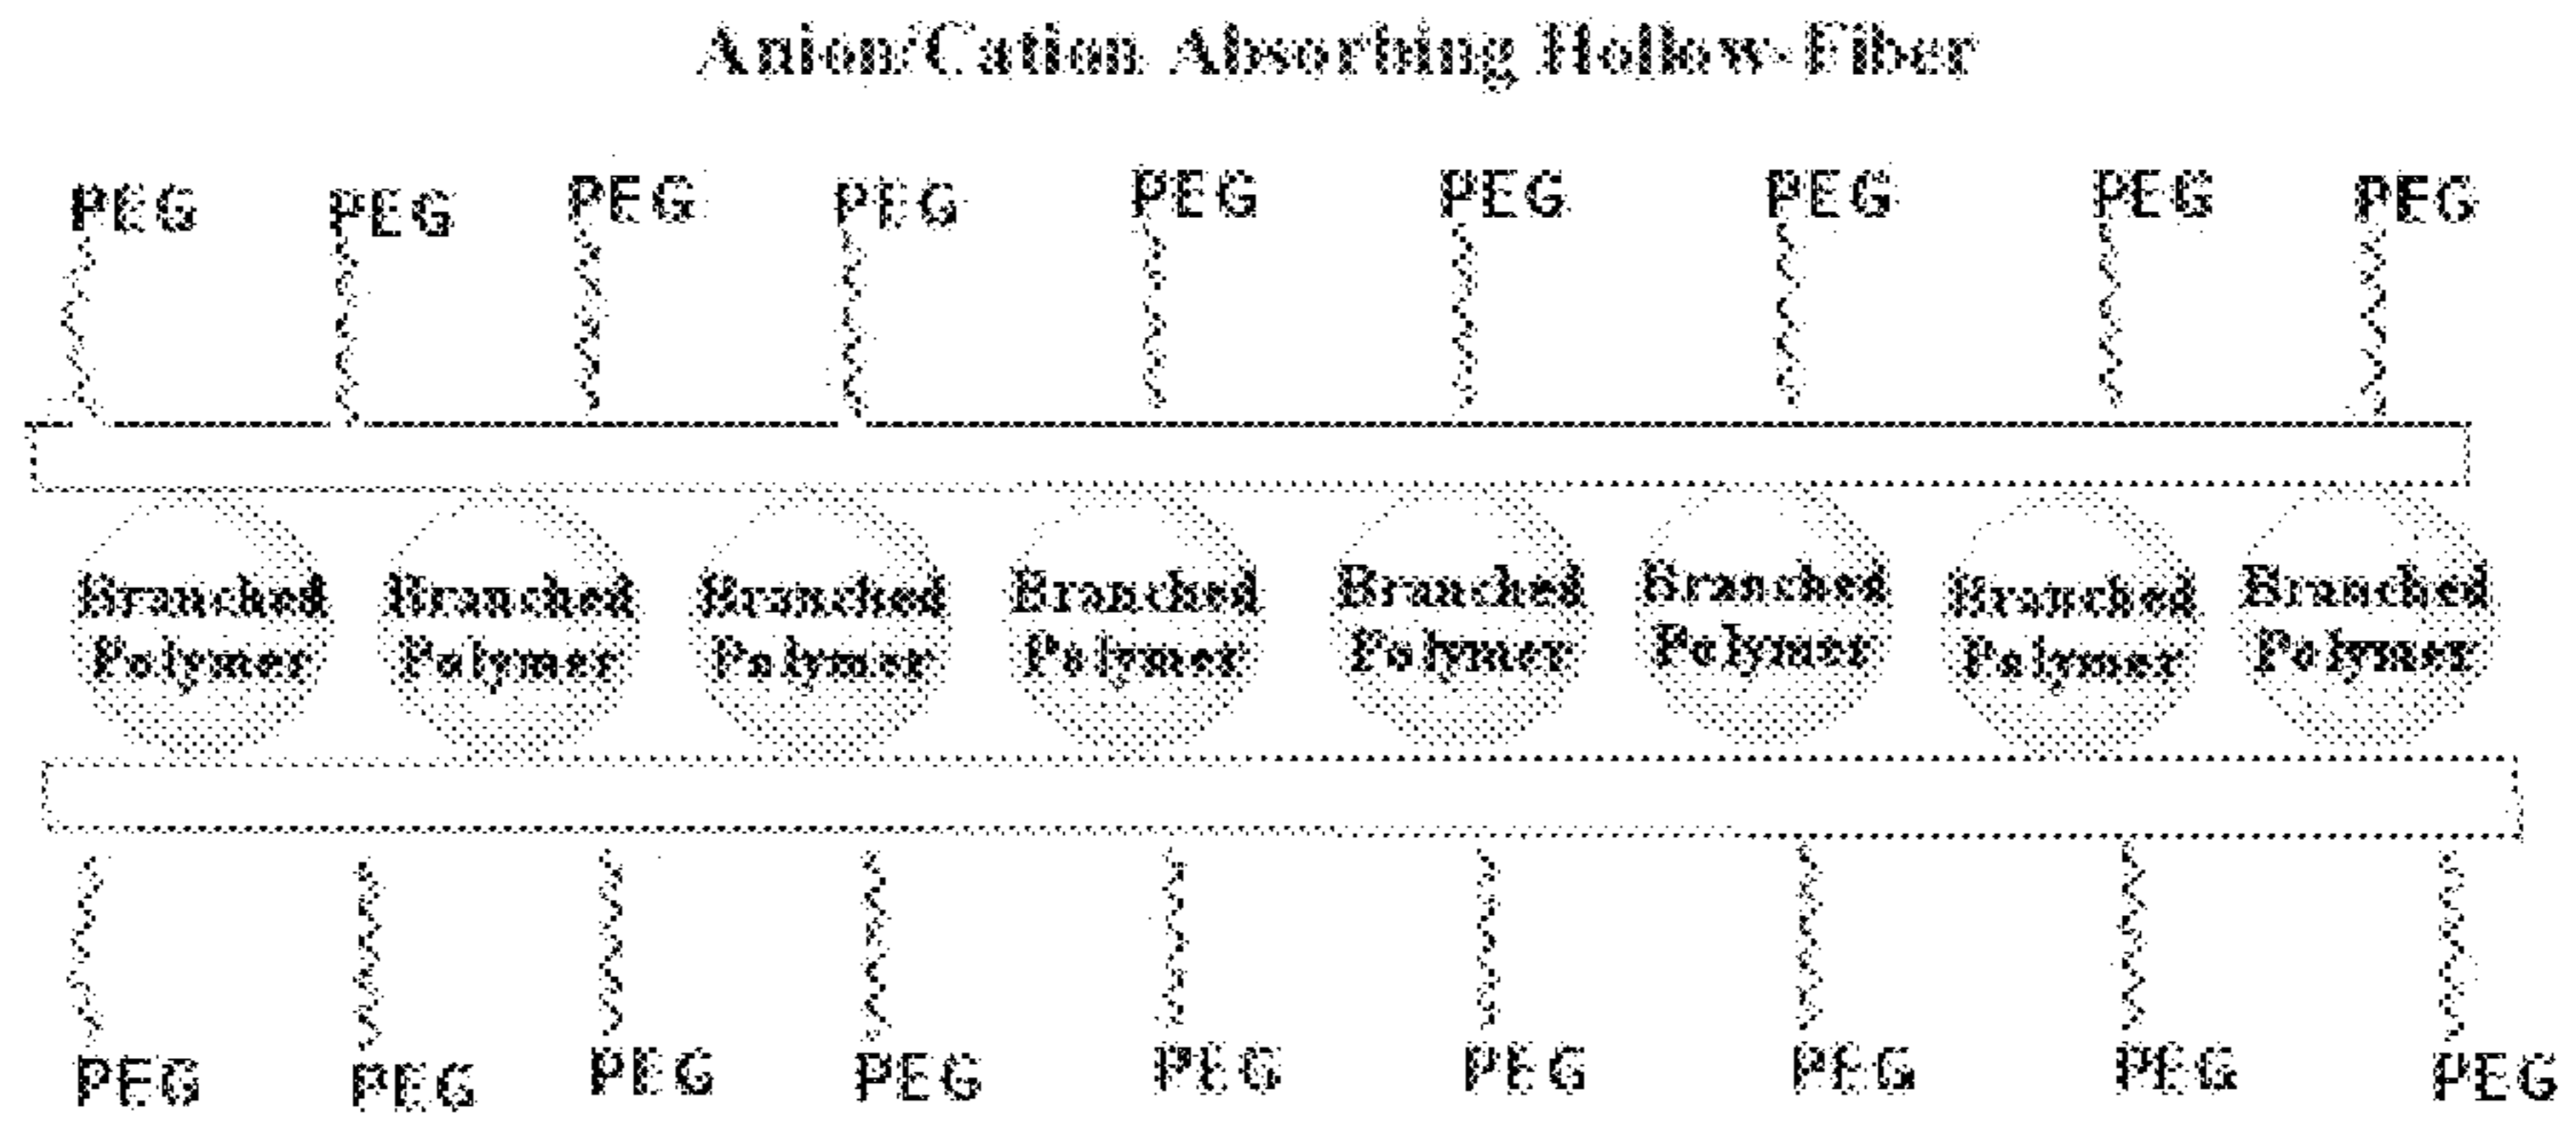 Anion/Cation Absorbing Hollow-Fiber
PEG PEG PEG PEG PEG PEG PEG PEG PEG
Branched Branched Branched Branched Branched Branched Branched Branched
Polymer Polymer Polymer Polymer Polymer Polymer Polymer Polymer
PEG PEG PEG PEG PEG PEG PEG PEG PEG